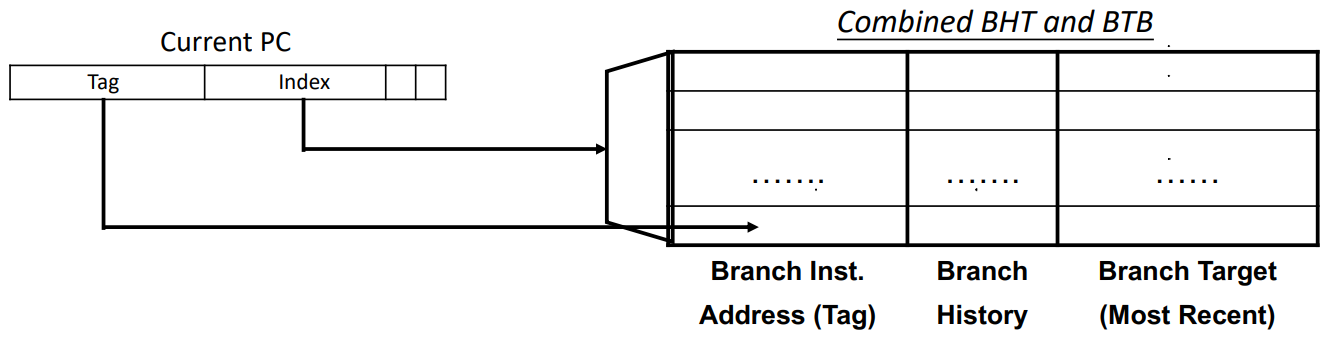 Combined BHT and BTB
Current PC
Tag Index
....... ....... ......
Branch Inst. Branch Branch Target
Address (Tag) History (Most Recent)